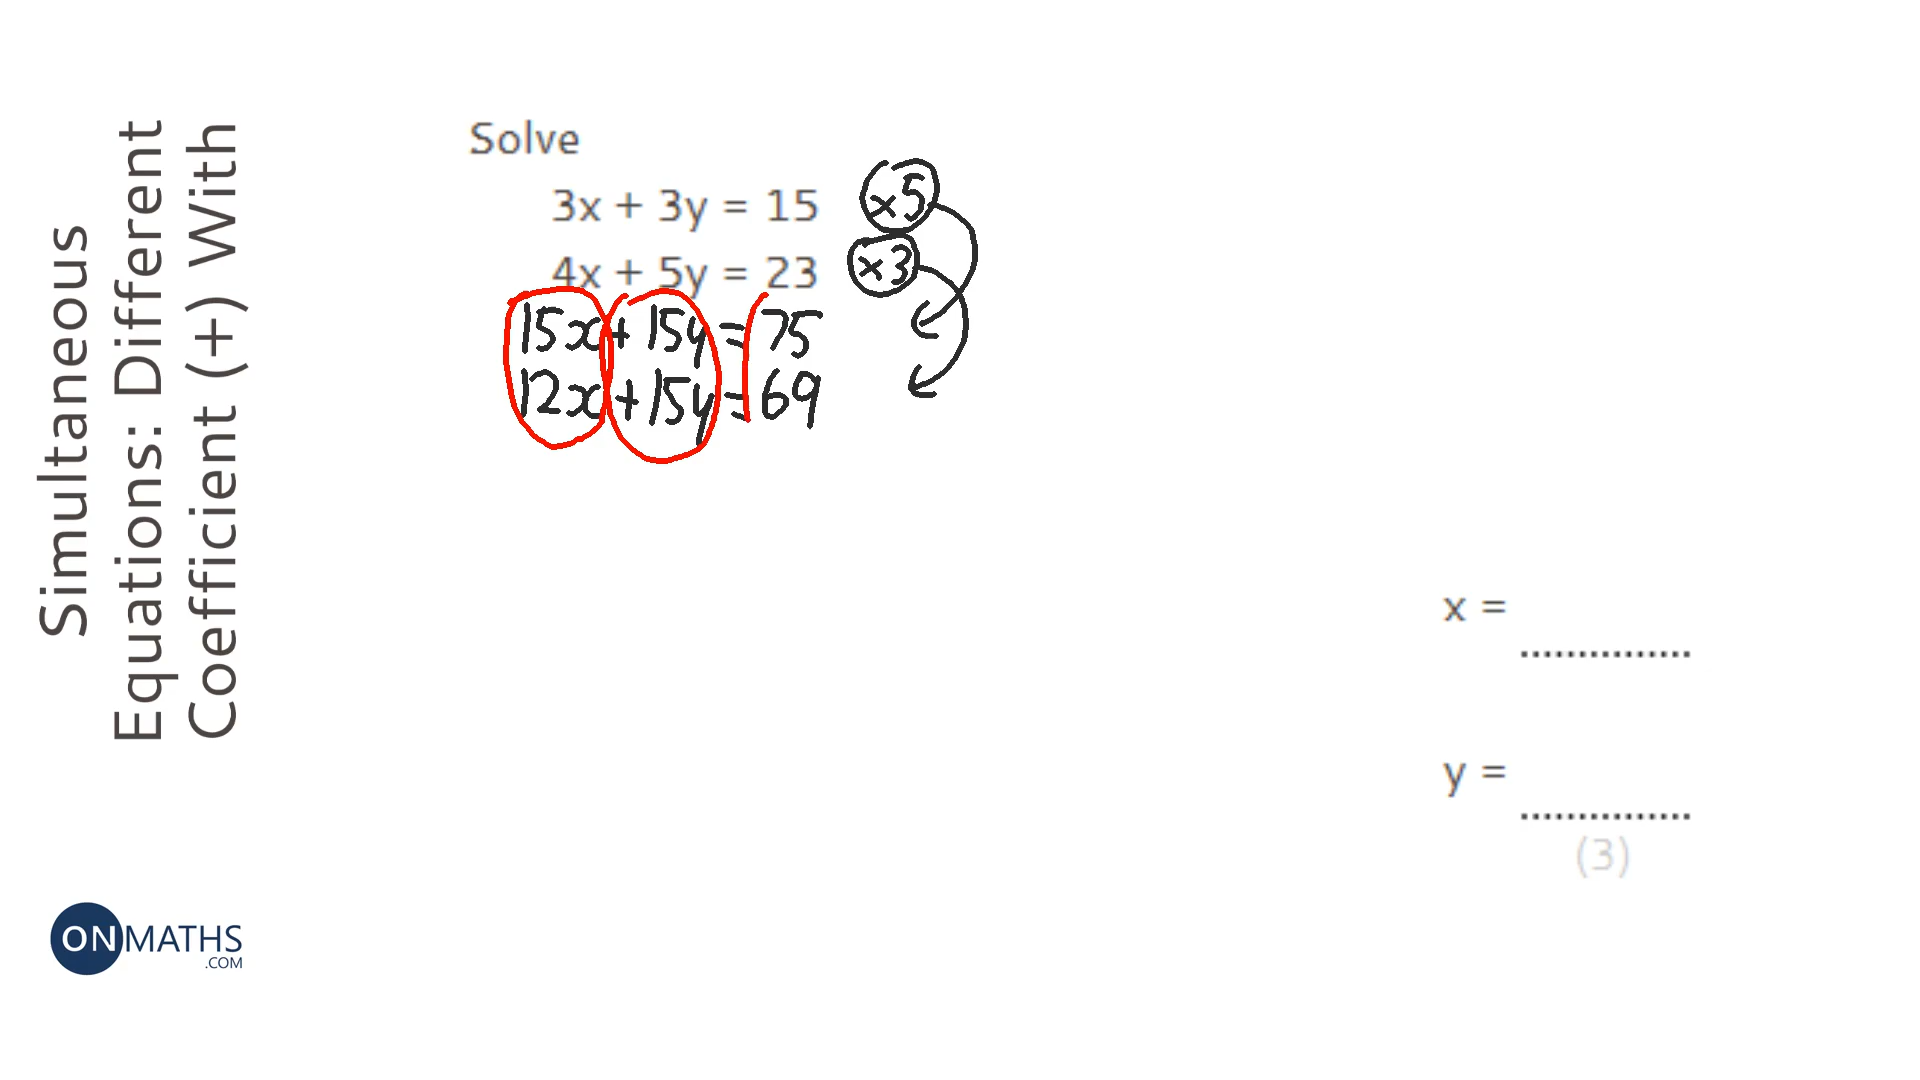 Simultaneous
Equations: Different
Coefficient (+) With
Solve
3x + 3y = 15 ×5
4x + 5y = 23 ×3
15x + 15y = 75
12x + 15y = 69
x = ...............
y = ...............
(3)
ONMATHS
.COM